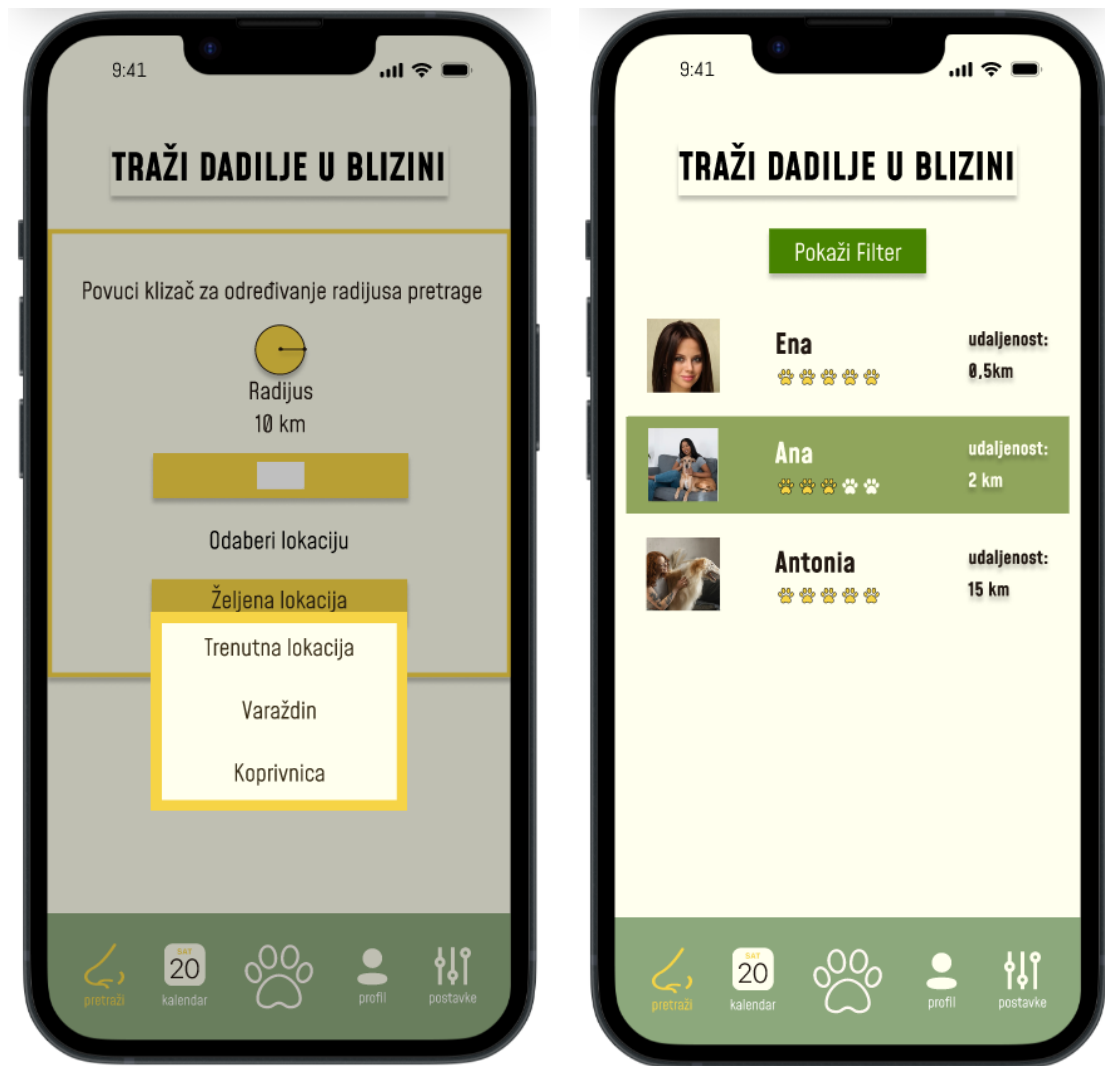 9:41
TRAŽI DADILJE U BLIZINI
Povuci klizač za određivanje radijusa pretrage
Radijus
10 km
Odaberi lokaciju
Željena lokacija
Trenutna lokacija
Varaždin
Koprivnica
SAT
20
pretraži
kalendar
profil
postavke
9:41
TRAŽI DADILJE U BLIZINI
Pokaži Filter
Ena
udaljenost:
0,5km
Ana
udaljenost:
2 km
Antonia
udaljenost:
15 km
SAT
20
pretraži
kalendar
profil
postavke